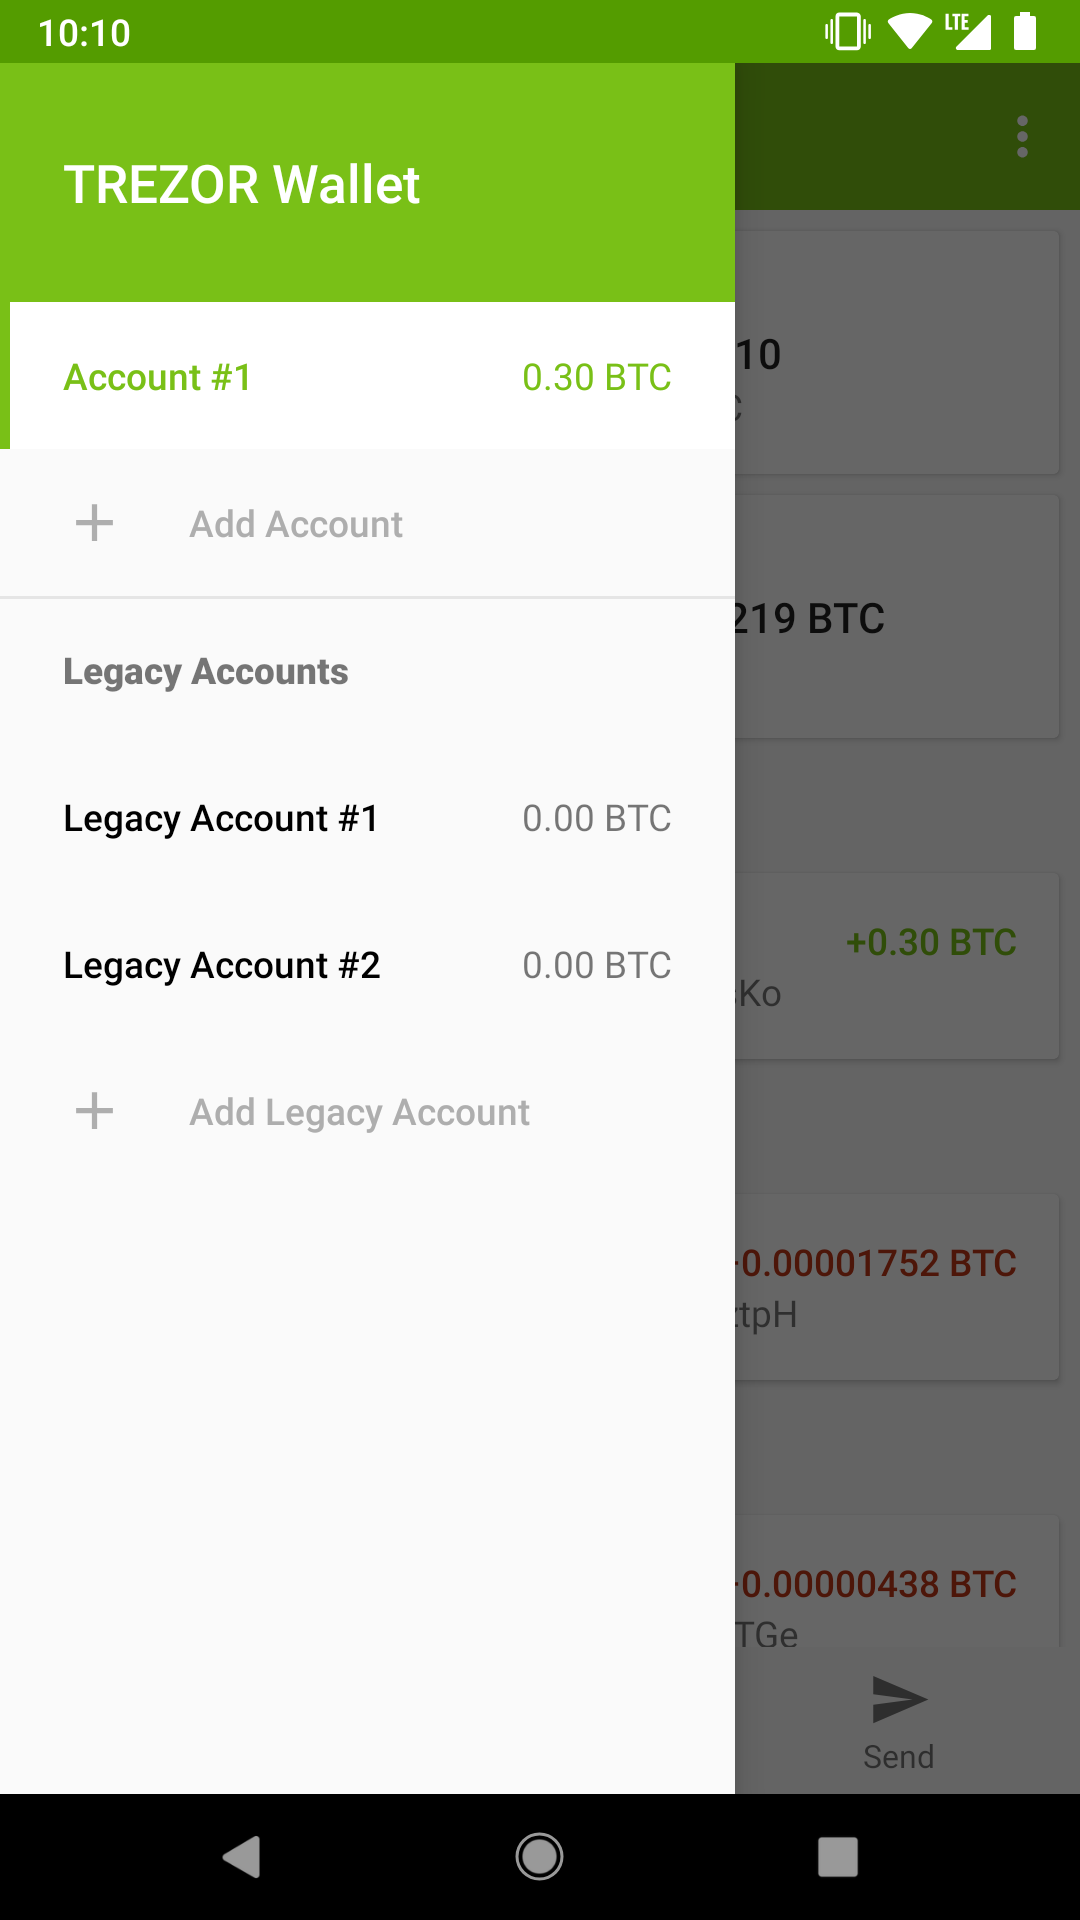 10:10
LTE
TREZOR Wallet
Account #1 0.30 BTC
Add Account
Legacy Accounts
Legacy Account #1 0.00 BTC
Legacy Account #2 0.00 BTC
Add Legacy Account
10
219 BTC
+0.30 BTC
Ko
-0.00001752 BTC
tpH
-0.00000438 BTC
TGe
Send